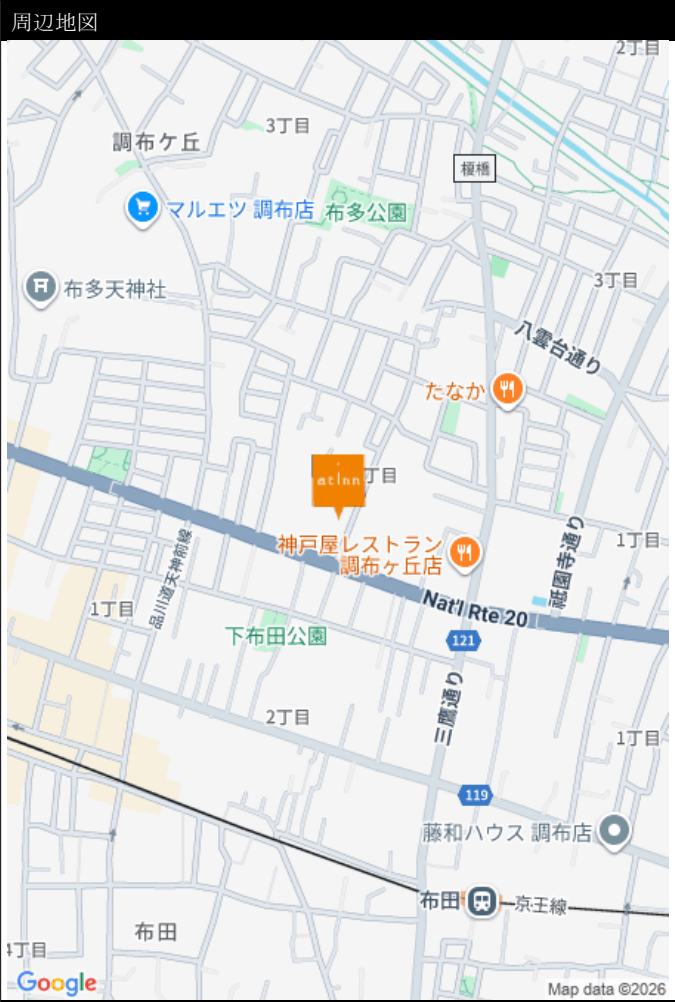 周辺地図
2丁目
3丁目
調布ケ丘
榎橋
マルエツ 調布店
布多公園
3丁目
布多天神社
八雲台通り
たなか
atInn
丁目
神戸屋レストラン
調布ヶ丘店
1丁目
祗園寺通り
品川道天神前線
Nat'l Rte 20
1丁目
下布田公園
121
三鷹通り
2丁目
1丁目
119
藤和ハウス 調布店
布田
京王線
布田
4丁目
Google
Map data ©2026